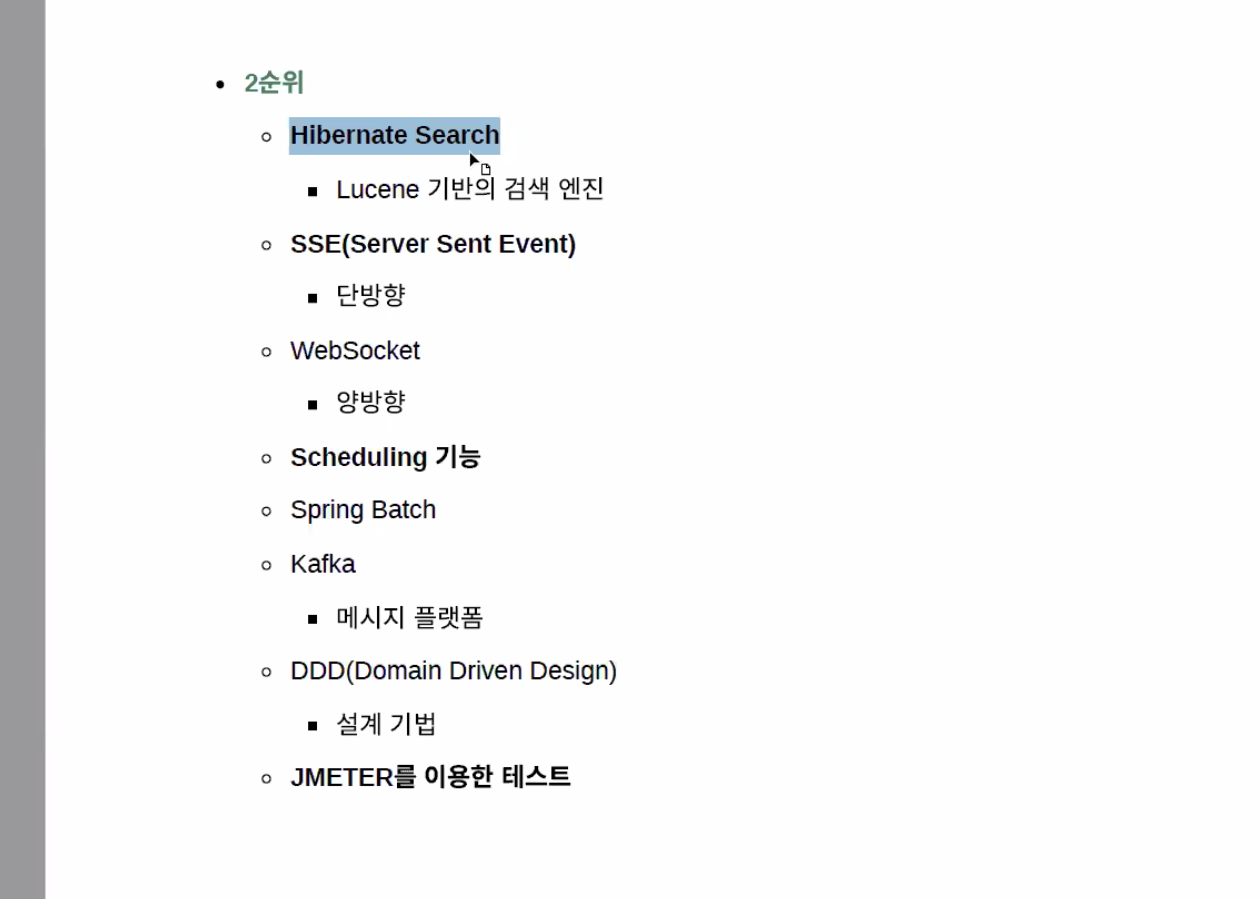 2순위
Hibernate Search
Lucene 기반의 검색 엔진
SSE(Server Sent Event)
단방향
WebSocket
양방향
Scheduling 기능
Spring Batch
Kafka
메시지 플랫폼
DDD(Domain Driven Design)
설계 기법
JMETER를 이용한 테스트